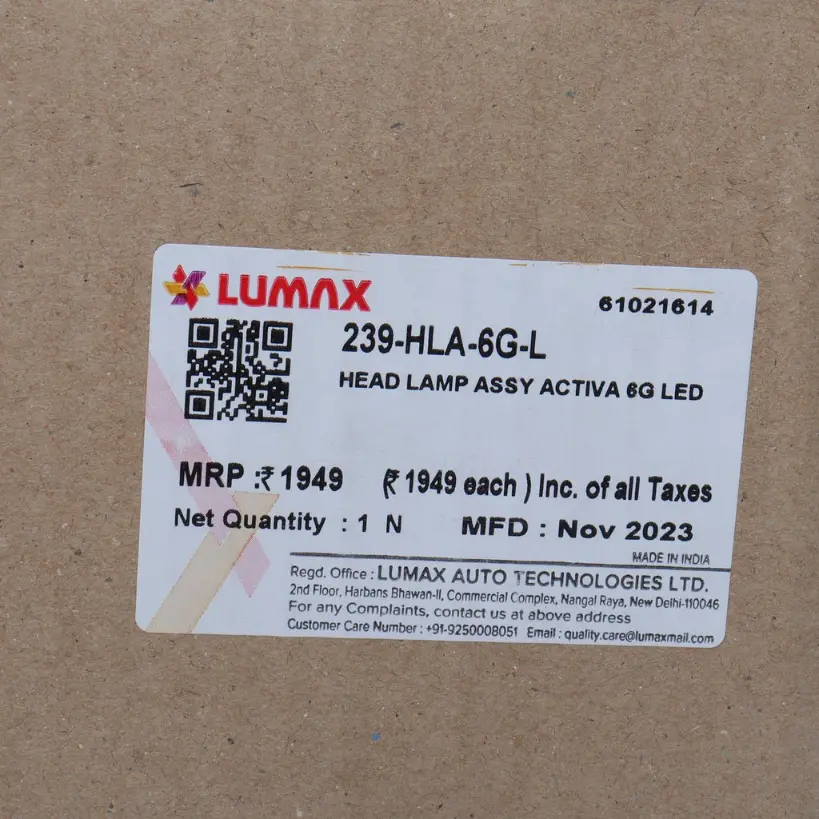 LUMAX
61021614
239-HLA-6G-L
HEAD LAMP ASSY ACTIVA 6G LED
MRP :₹ 1949 (₹ 1949 each ) Inc. of all Taxes
Net Quantity : 1 N MFD : Nov 2023
MADE IN INDIA
Regd. Office : LUMAX AUTO TECHNOLOGIES LTD.
2nd Floor, Harbans Bhawan-II, Commercial Complex, Nangal Raya, New Delhi-110046
For any Complaints, contact us at above address
Customer Care Number : +91-9250008051 Email : quality.care@lumaxmail.com